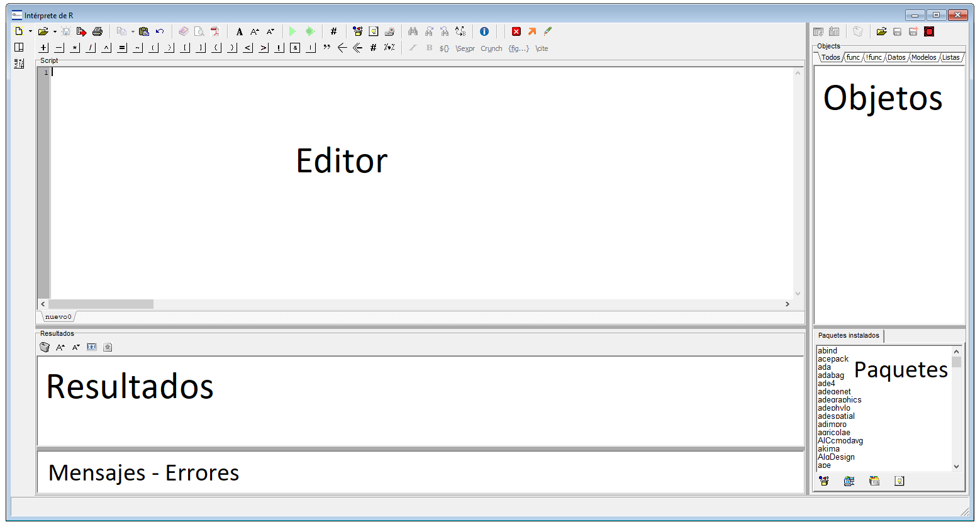 Intérprete de R
A A⁺ A⁻ #
+ − * / ^ = ~ ( ) [ ] { } < > ! & | ” # %*% B ${} \Sexpr Crunch {fig...} \cite
Script
1
Editor
nuevo0
Resultados
A⁺ A⁻
Resultados
Mensajes - Errores
Objects
Todos func !func Datos Modelos Listas
Objetos
Paquetes instalados
abind
acepack
ada
adabag
ade4
adegenet
adegraphics
adephylo
adespatial
adimpro
agricolae
AICcmodavg
akima
AlgDesign
ape
Paquetes